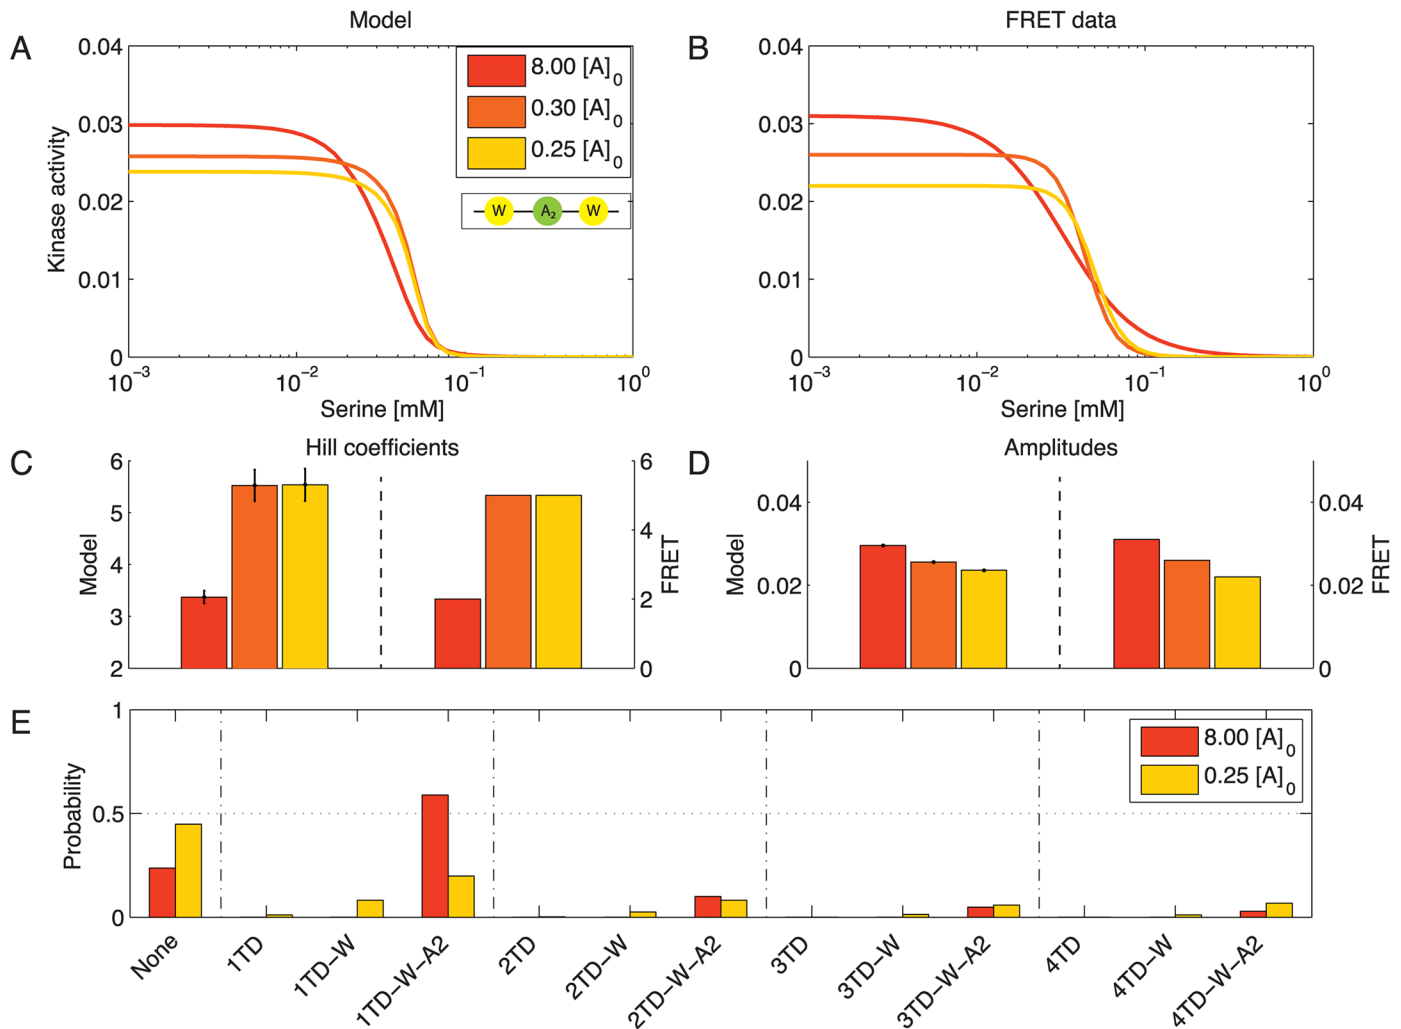 Model
FRET data
A
B
0.04
0.03
0.02
0.01
0
Kinase activity
8.00 [A]0
0.30 [A]0
0.25 [A]0
W A2 W
10−3 10−2 10−1 100
Serine [mM]
0.04
0.03
0.02
0.01
0
10−3 10−2 10−1 100
Serine [mM]
C
Hill coefficients
6
5
4
3
2
Model
6
4
2
0
FRET
D
Amplitudes
0.04
0.02
0
Model
0.04
0.02
0
FRET
E
1
0.5
0
Probability
8.00 [A]0
0.25 [A]0
None
1TD
1TD−W
1TD−W−A2
2TD
2TD−W
2TD−W−A2
3TD
3TD−W
3TD−W−A2
4TD
4TD−W
4TD−W−A2